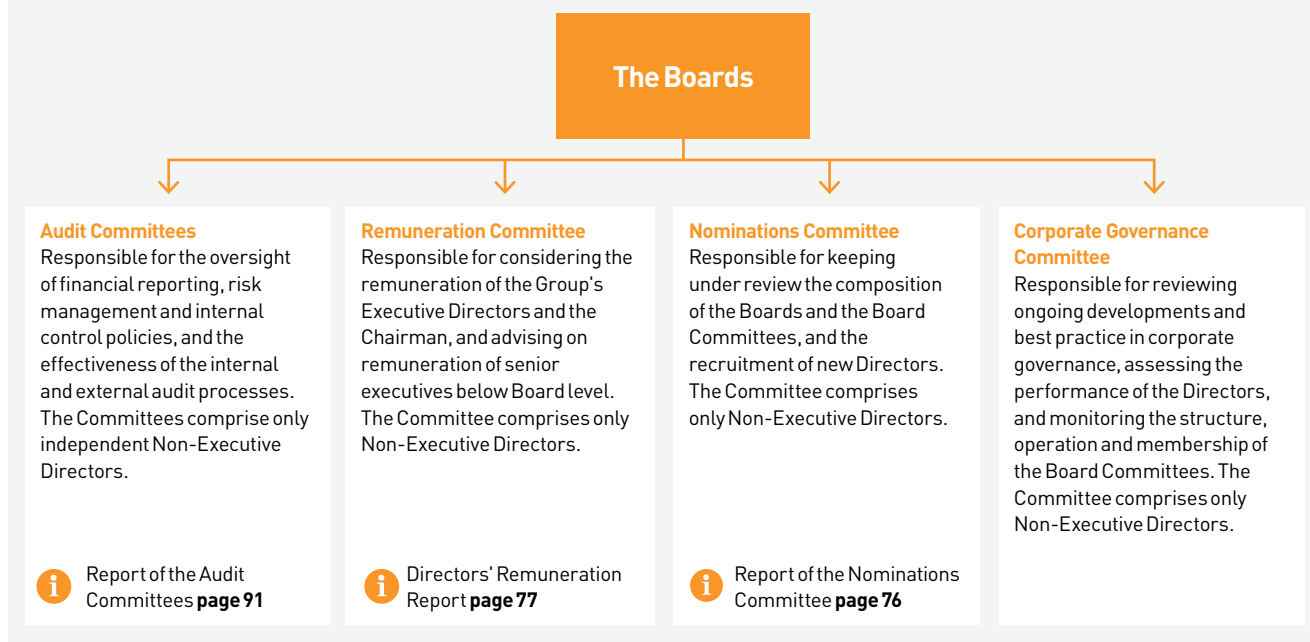 The Boards
Audit Committees
Responsible for the oversight
of financial reporting, risk
management and internal
control policies, and the
effectiveness of the internal
and external audit processes.
The Committees comprise only
independent Non-Executive
Directors.
Report of the Audit
Committees page 91
Remuneration Committee
Responsible for considering the
remuneration of the Group's
Executive Directors and the
Chairman, and advising on
remuneration of senior
executives below Board level.
The Committee comprises only
Non-Executive Directors.
Directors' Remuneration
Report page 77
Nominations Committee
Responsible for keeping
under review the composition
of the Boards and the Board
Committees, and the
recruitment of new Directors.
The Committee comprises
only Non-Executive Directors.
Report of the Nominations
Committee page 76
Corporate Governance
Committee
Responsible for reviewing
ongoing developments and
best practice in corporate
governance, assessing the
performance of the Directors,
and monitoring the structure,
operation and membership of
the Board Committees. The
Committee comprises only
Non-Executive Directors.